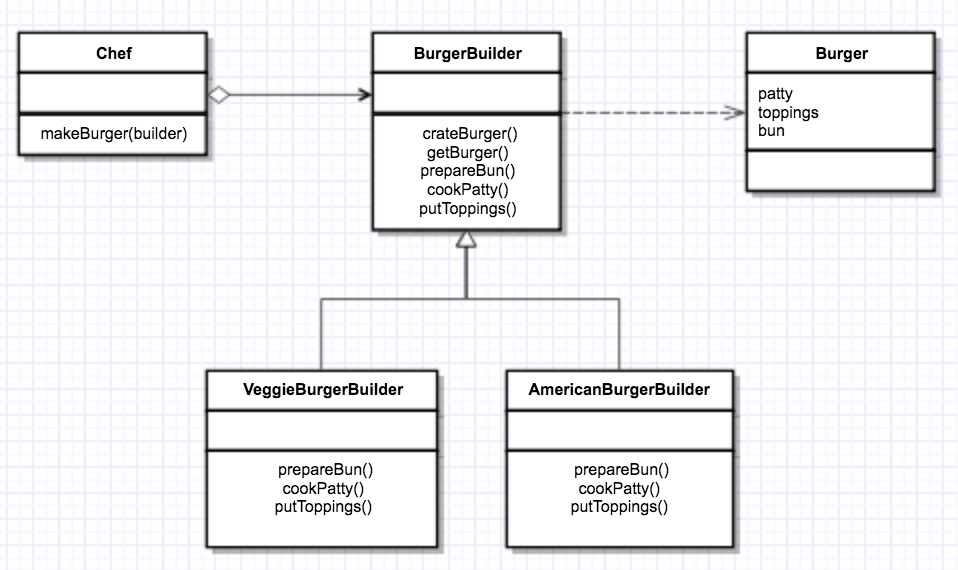 Chef
makeBurger(builder)
BurgerBuilder
crateBurger()
getBurger()
prepareBun()
cookPatty()
putToppings()
Burger
patty
toppings
bun
VeggieBurgerBuilder
prepareBun()
cookPatty()
putToppings()
AmericanBurgerBuilder
prepareBun()
cookPatty()
putToppings()